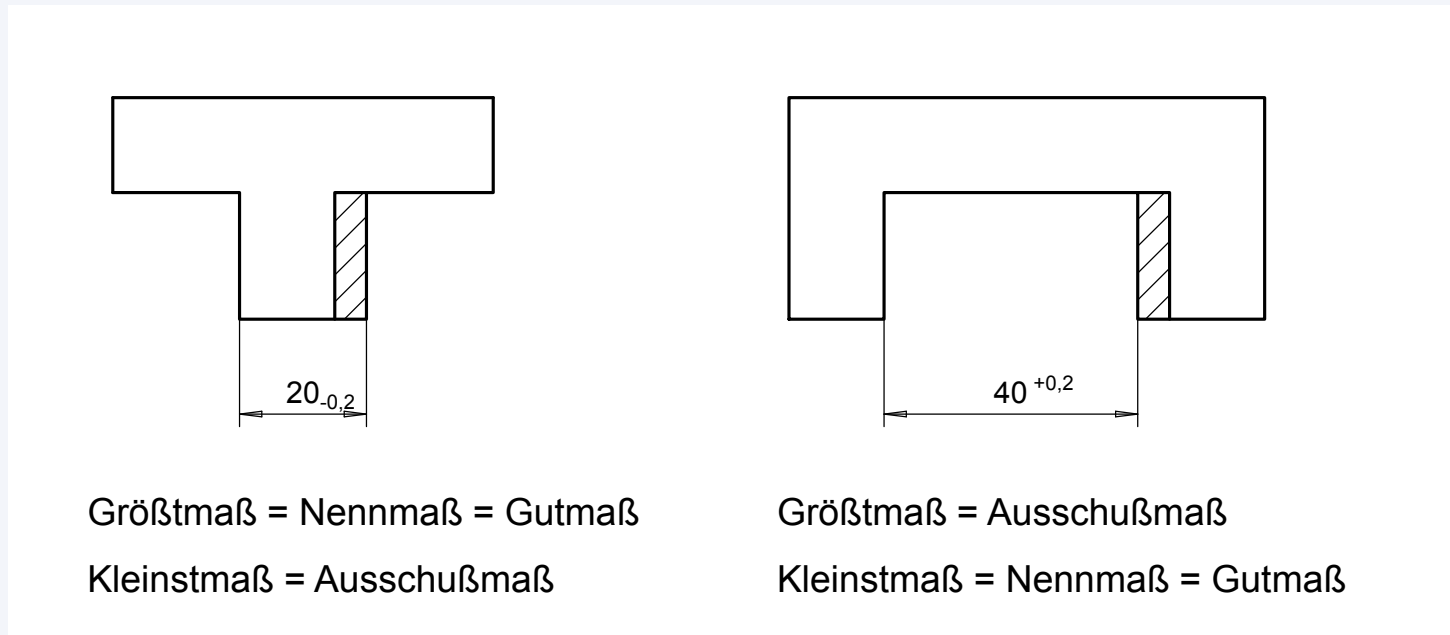 20-0,2
40 +0,2
Größtmaß = Nennmaß = Gutmaß
Kleinstmaß = Ausschußmaß
Größtmaß = Ausschußmaß
Kleinstmaß = Nennmaß = Gutmaß